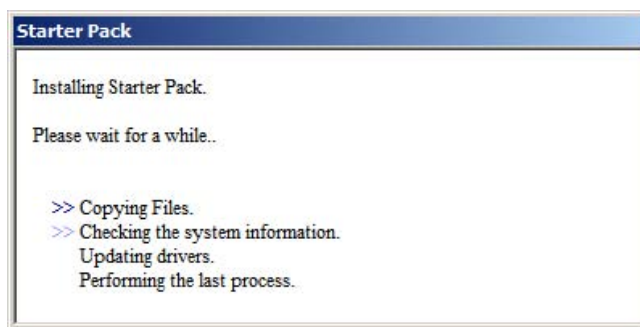 Starter Pack
Installing Starter Pack.
Please wait for a while..
>> Copying Files.
>> Checking the system information.
Updating drivers.
Performing the last process.